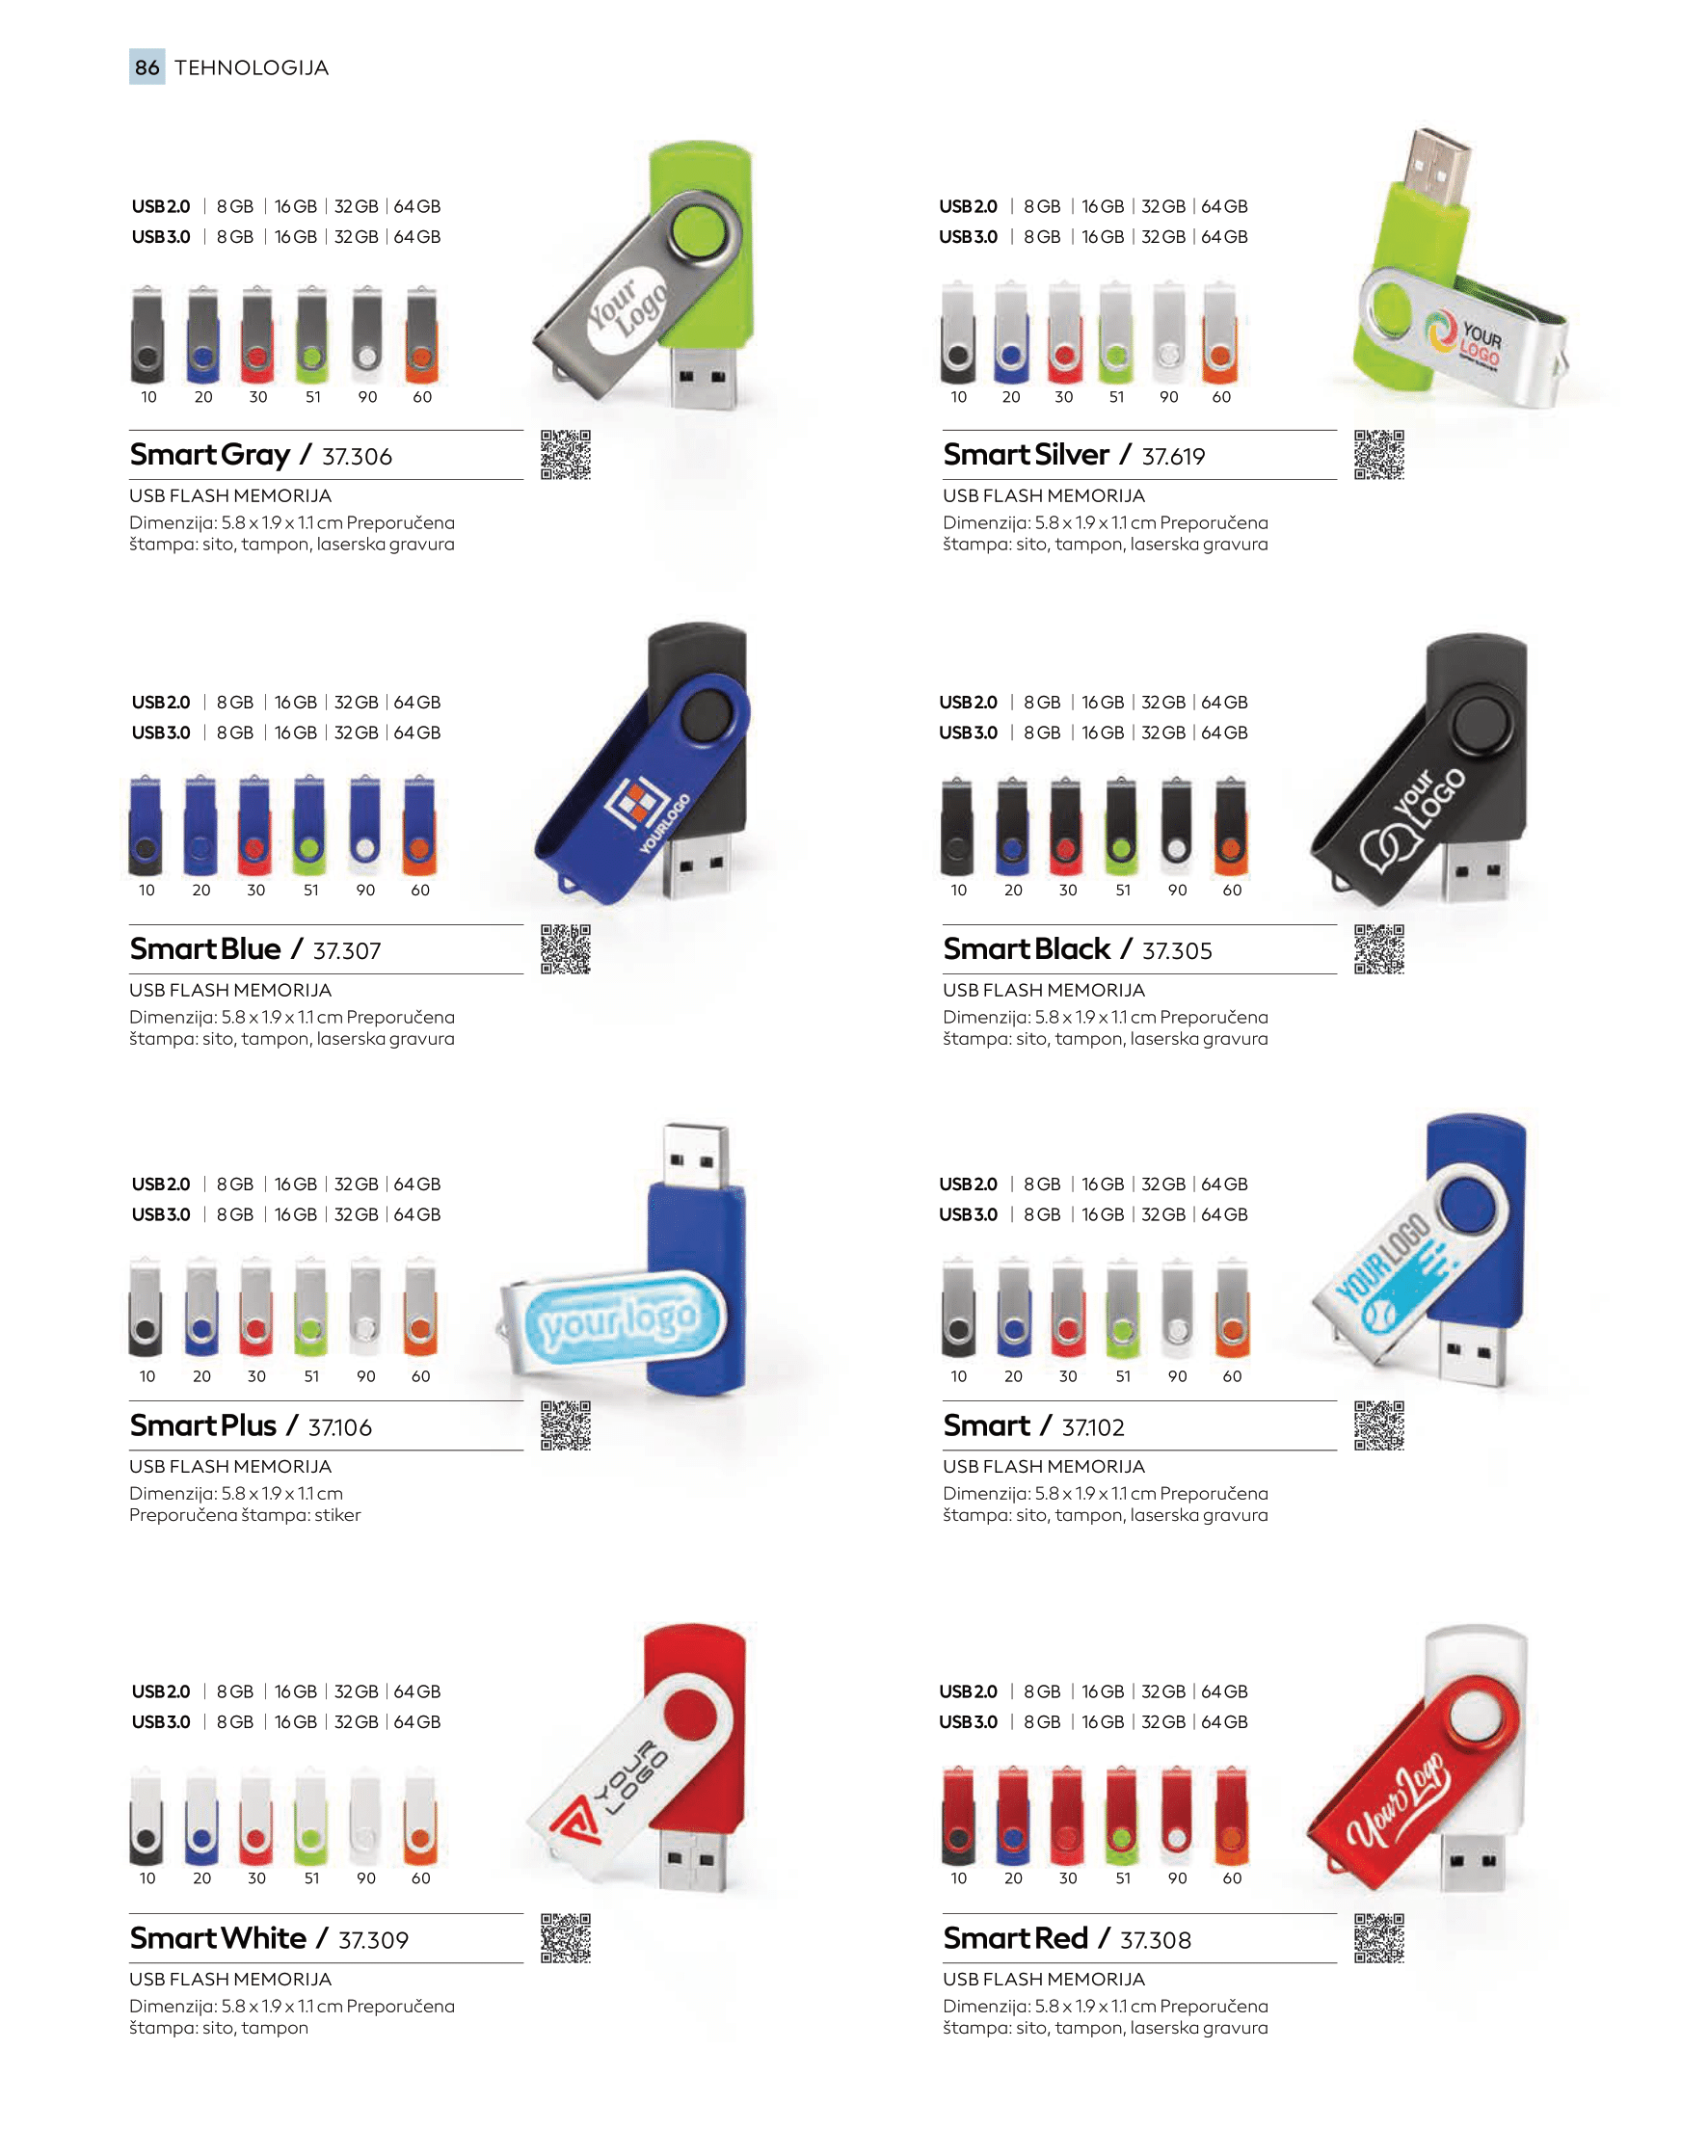 86 TEHNOLOGIJA
USB 2.0 | 8 GB | 16 GB | 32 GB | 64 GB
USB 3.0 | 8 GB | 16 GB | 32 GB | 64 GB
10 20 30 51 90 60
Your
Logo
Smart Gray / 37.306
USB FLASH MEMORIJA
Dimenzija: 5.8 x 1.9 x 1.1 cm Preporučena
štampa: sito, tampon, laserska gravura
USB 2.0 | 8 GB | 16 GB | 32 GB | 64 GB
USB 3.0 | 8 GB | 16 GB | 32 GB | 64 GB
10 20 30 51 90 60
YOUR
LOGO
Smart Silver / 37.619
USB FLASH MEMORIJA
Dimenzija: 5.8 x 1.9 x 1.1 cm Preporučena
štampa: sito, tampon, laserska gravura
USB 2.0 | 8 GB | 16 GB | 32 GB | 64 GB
USB 3.0 | 8 GB | 16 GB | 32 GB | 64 GB
10 20 30 51 90 60
YOURLOGO
Smart Blue / 37.307
USB FLASH MEMORIJA
Dimenzija: 5.8 x 1.9 x 1.1 cm Preporučena
štampa: sito, tampon, laserska gravura
USB 2.0 | 8 GB | 16 GB | 32 GB | 64 GB
USB 3.0 | 8 GB | 16 GB | 32 GB | 64 GB
10 20 30 51 90 60
your
LOGO
Smart Black / 37.305
USB FLASH MEMORIJA
Dimenzija: 5.8 x 1.9 x 1.1 cm Preporučena
štampa: sito, tampon, laserska gravura
USB 2.0 | 8 GB | 16 GB | 32 GB | 64 GB
USB 3.0 | 8 GB | 16 GB | 32 GB | 64 GB
10 20 30 51 90 60
your logo
Smart Plus / 37.106
USB FLASH MEMORIJA
Dimenzija: 5.8 x 1.9 x 1.1 cm
Preporučena štampa: stiker
USB 2.0 | 8 GB | 16 GB | 32 GB | 64 GB
USB 3.0 | 8 GB | 16 GB | 32 GB | 64 GB
10 20 30 51 90 60
YOUR LOGO
Smart / 37.102
USB FLASH MEMORIJA
Dimenzija: 5.8 x 1.9 x 1.1 cm Preporučena
štampa: sito, tampon, laserska gravura
USB 2.0 | 8 GB | 16 GB | 32 GB | 64 GB
USB 3.0 | 8 GB | 16 GB | 32 GB | 64 GB
10 20 30 51 90 60
YOUR
LOGO
Smart White / 37.309
USB FLASH MEMORIJA
Dimenzija: 5.8 x 1.9 x 1.1 cm Preporučena
štampa: sito, tampon
USB 2.0 | 8 GB | 16 GB | 32 GB | 64 GB
USB 3.0 | 8 GB | 16 GB | 32 GB | 64 GB
10 20 30 51 90 60
Your Logo
Smart Red / 37.308
USB FLASH MEMORIJA
Dimenzija: 5.8 x 1.9 x 1.1 cm Preporučena
štampa: sito, tampon, laserska gravura